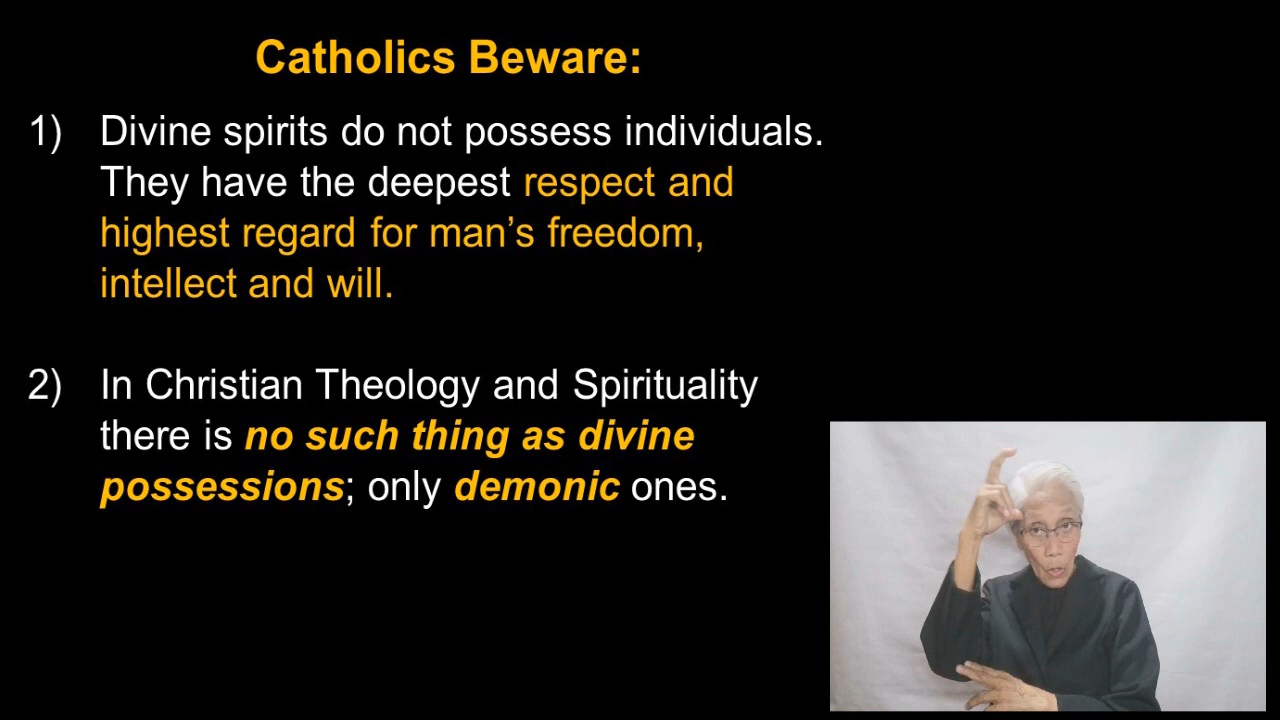 Catholics Beware:
1) Divine spirits do not possess individuals.
They have the deepest respect and
highest regard for man’s freedom,
intellect and will.
2) In Christian Theology and Spirituality
there is no such thing as divine
possessions; only demonic ones.